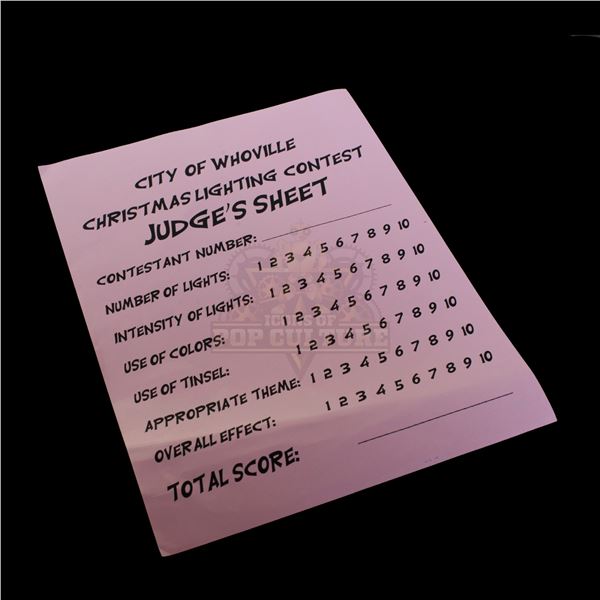 CITY OF WHOVILLE
CHRISTMAS LIGHTING CONTEST
JUDGE'S SHEET
CONTESTANT NUMBER:
NUMBER OF LIGHTS: 1 2 3 4 5 6 7 8 9 10
INTENSITY OF LIGHTS: 1 2 3 4 5 6 7 8 9 10
USE OF COLORS: 1 2 3 4 5 6 7 8 9 10
USE OF TINSEL: 1 2 3 4 5 6 7 8 9 10
APPROPRIATE THEME: 1 2 3 4 5 6 7 8 9 10
OVERALL EFFECT: 1 2 3 4 5 6 7 8 9 10
TOTAL SCORE:
ICONS OF
POP CULTURE